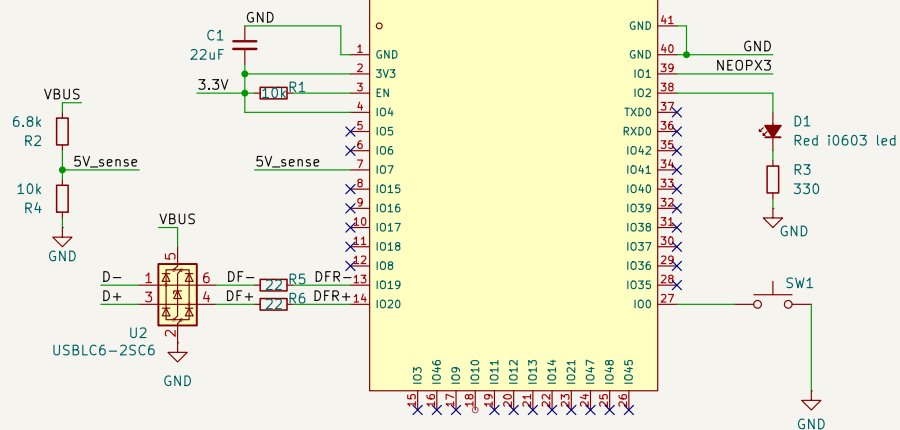 GND
C1
22uF
3.3V
10k
R1
VBUS
6.8k
R2
5V_sense
10k
R4
GND
5V_sense
VBUS
5
D-
1
6
DF-
22
R5
DFR-
D+
3
4
DF+
22
R6
DFR+
2
U2
USBLC6-2SC6
GND
1 GND
2 3V3
3 EN
4 IO4
5 IO5
6 IO6
7 IO7
8 IO15
9 IO16
10 IO17
11 IO18
12 IO8
13 IO19
14 IO20
GND 41
GND 40
IO1 39
IO2 38
TXD0 37
RXD0 36
IO42 35
IO41 34
IO40 33
IO39 32
IO38 31
IO37 30
IO36 29
IO35 28
IO0 27
IO3 15
IO46 16
IO9 17
IO10 18
IO11 19
IO12 20
IO13 21
IO14 22
IO21 23
IO47 24
IO48 25
IO45 26
GND
NEOPX3
D1
Red i0603 led
R3
330
GND
SW1
GND